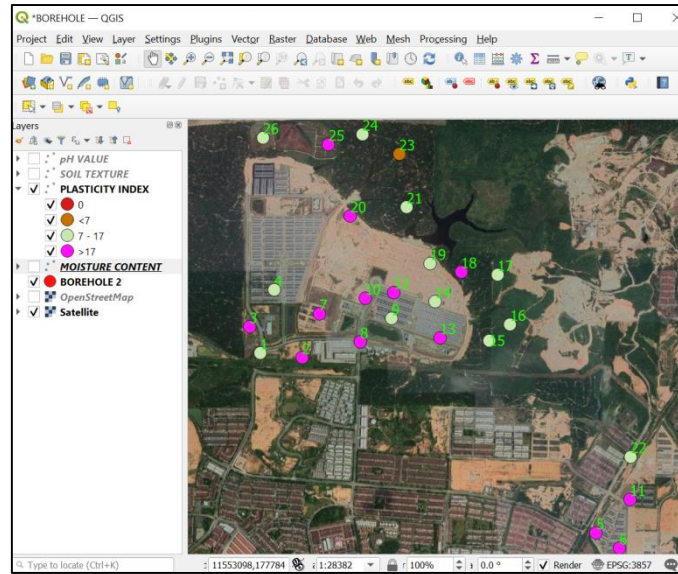 *BOREHOLE — QGIS
Project Edit View Layer Settings Plugins Vector Raster Database Web Mesh Processing Help
Layers
pH VALUE
SOIL TEXTURE
PLASTICITY INDEX
0
<7
7 - 17
>17
MOISTURE CONTENT
BOREHOLE 2
OpenStreetMap
Satellite
26
25
24
23
21
20
19
18
17
4
10
12
14
16
3
7
9
8
13
15
1
22
11
5
6
Type to locate (Ctrl+K) 11553098,177784 1:28382 100% 0.0 ° Render EPSG:3857